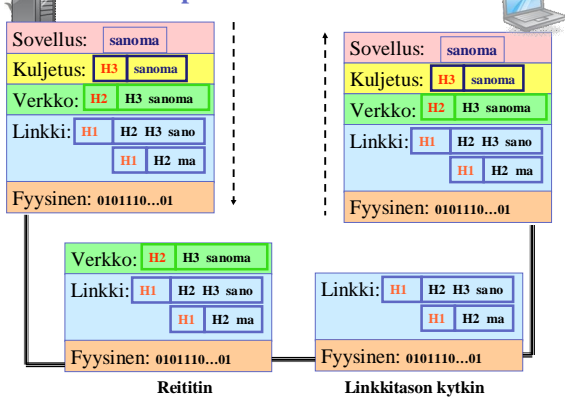 Sovellus: sanoma
Kuljetus: H3 sanoma
Verkko: H2 H3 sanoma
Linkki: H1 H2 H3 sano
H1 H2 ma
Fyysinen: 0101110...01
Sovellus: sanoma
Kuljetus: H3 sanoma
Verkko: H2 H3 sanoma
Linkki: H1 H2 H3 sano
H1 H2 ma
Fyysinen: 0101110...01
Verkko: H2 H3 sanoma
Linkki: H1 H2 H3 sano
H1 H2 ma
Fyysinen: 0101110...01
Reititin
Linkki: H1 H2 H3 sano
H1 H2 ma
Fyysinen: 0101110...01
Linkkitason kytkin